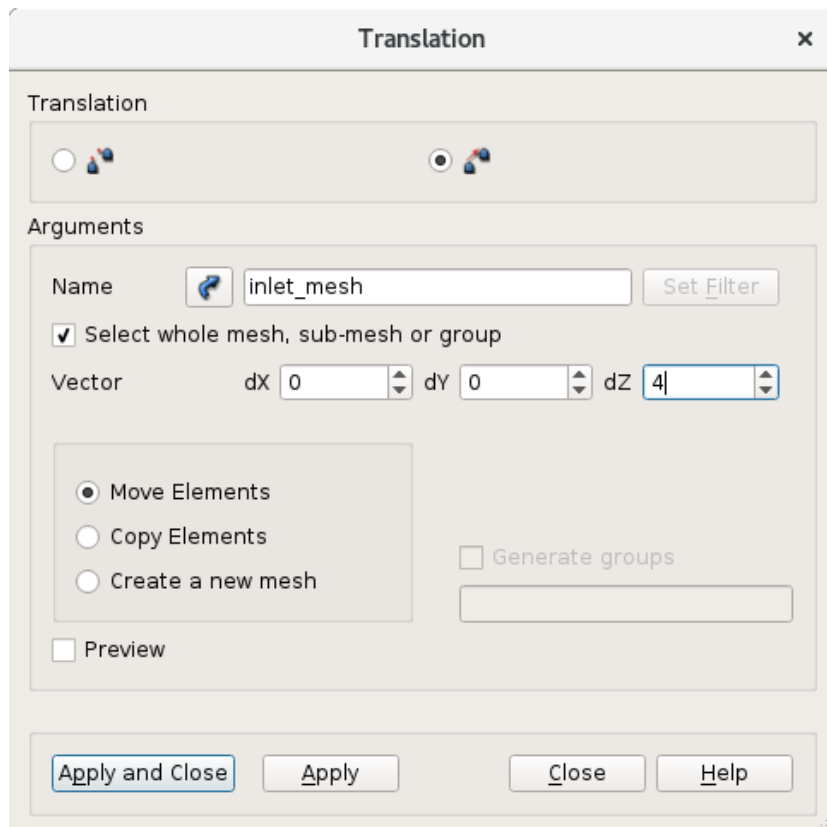 Translation
Translation
Arguments
Name inlet_mesh Set Filter
Select whole mesh, sub-mesh or group
Vector dX 0 dY 0 dZ 4
Move Elements
Copy Elements
Generate groups
Create a new mesh
Preview
Apply and Close Apply Close Help